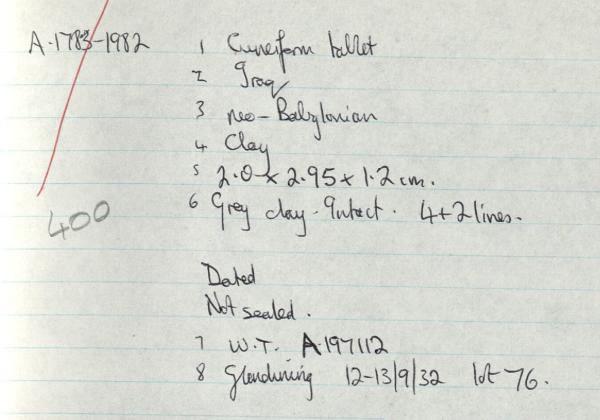 A.1783-1982 1 Cuneiform tablet
2 Iraq
3 neo-Babylonian
4 Clay
5 2.0 x 2.95 x 1.2 cm.
6 Grey clay. Intact. 4+2 lines.
400
Dated
Not sealed.
7 W.T. A.197112
8 Glendining 12-13/9/32 lot 76.